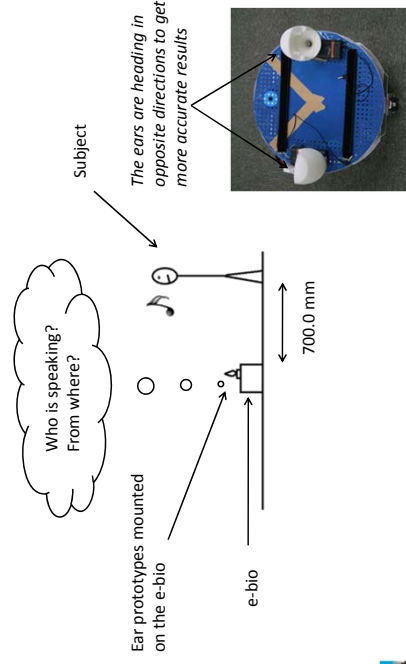 Who is speaking?
From where?
Subject
The ears are heading in
opposite directions to get
more accurate results
Ear prototypes mounted
on the e-bio
e-bio
700.0 mm